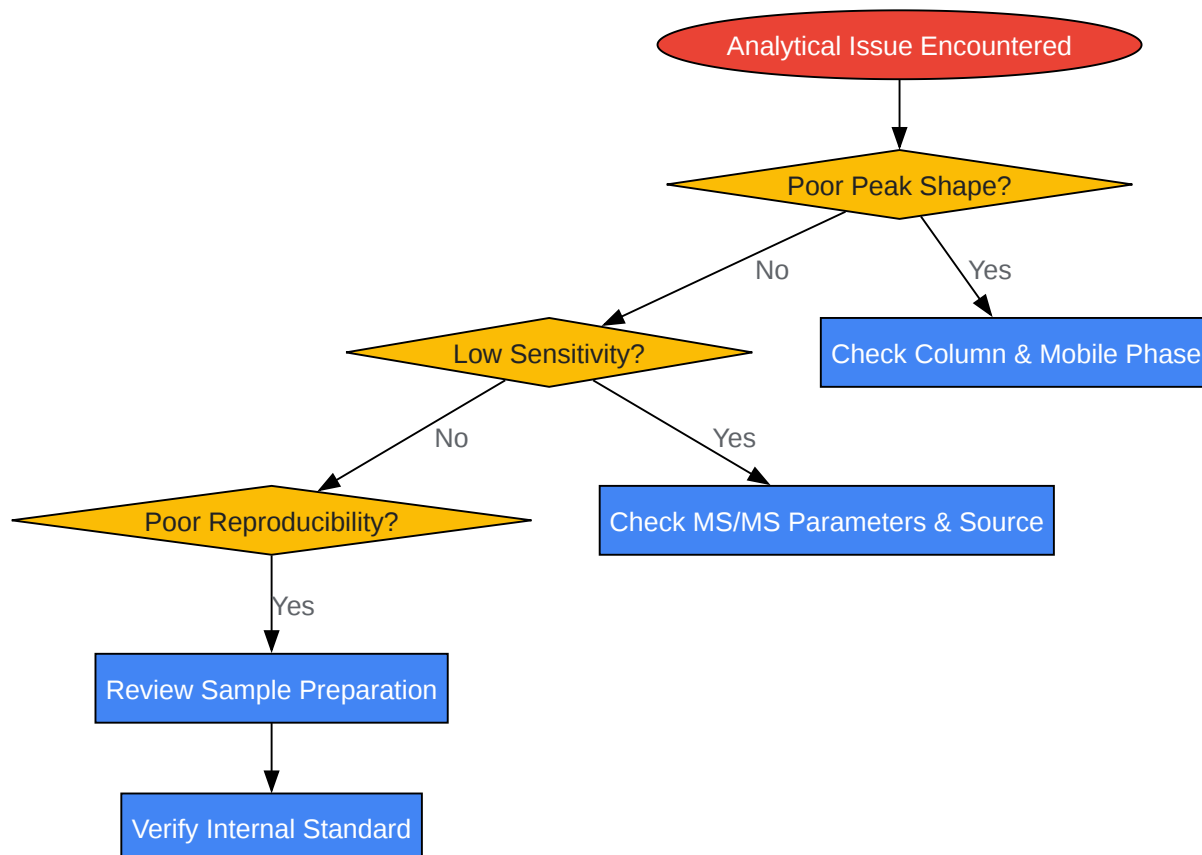 Analytical Issue Encountered
Poor Peak Shape?
No
Yes
Low Sensitivity?
Check Column & Mobile Phase
No
Yes
Poor Reproducibility?
Check MS/MS Parameters & Source
Yes
Review Sample Preparation
Verify Internal Standard